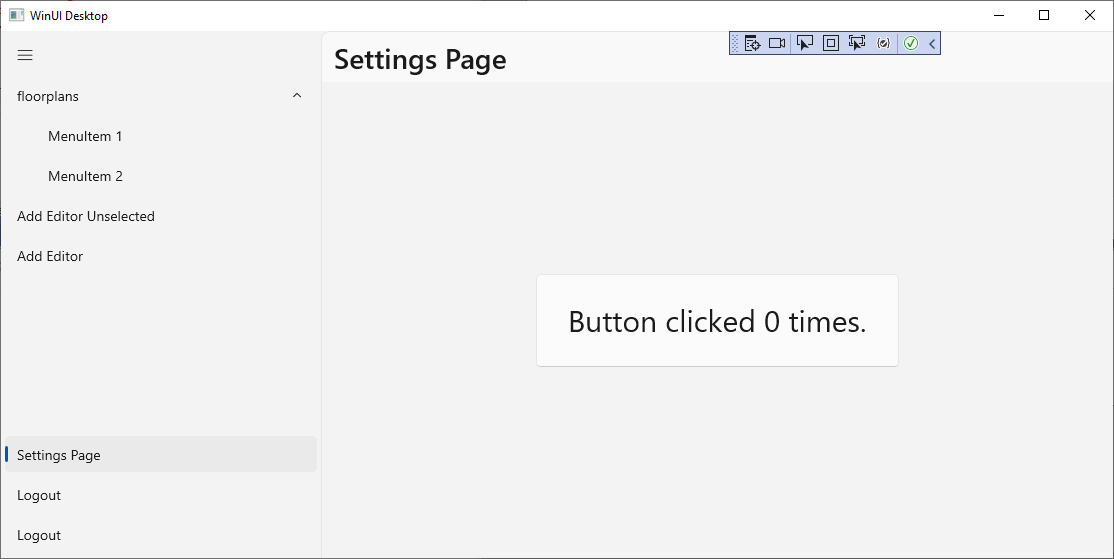 WinUI Desktop
Settings Page
floorplans
MenuItem 1
MenuItem 2
Add Editor Unselected
Add Editor
Button clicked 0 times.
Settings Page
Logout
Logout